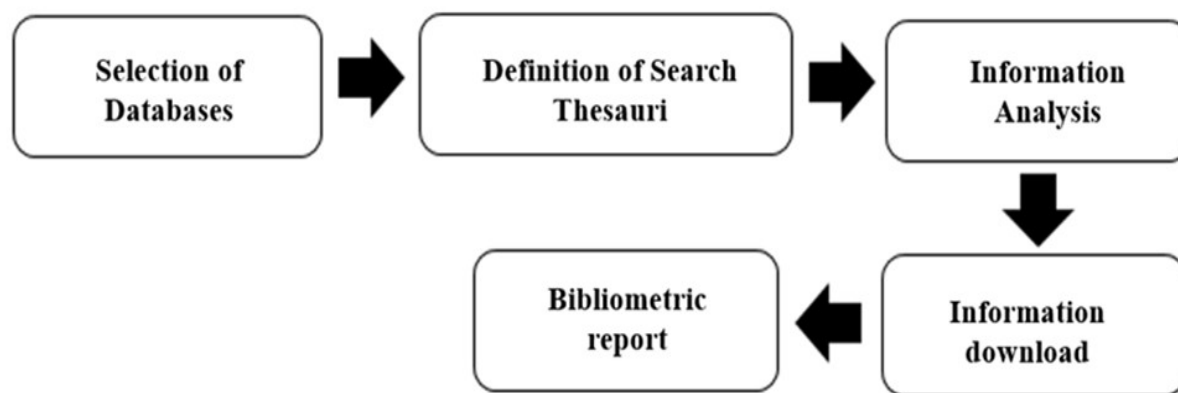 Selection of
Databases
Definition of Search
Thesauri
Information
Analysis
Information
download
Bibliometric
report